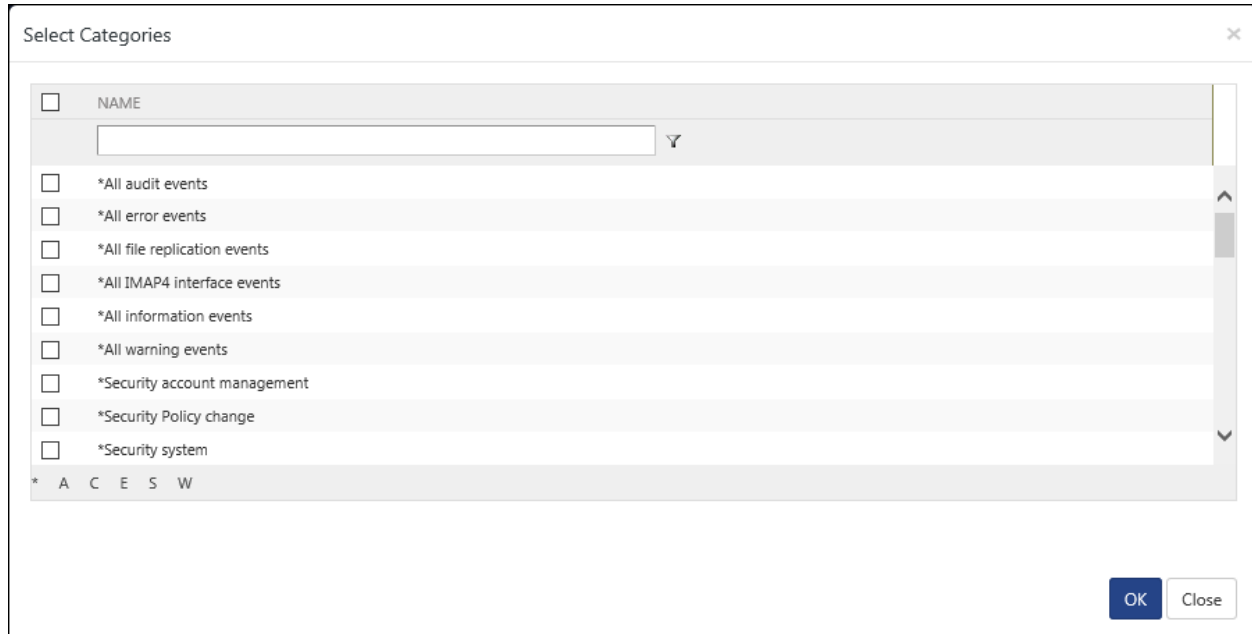 Select Categories
NAME
*All audit events
*All error events
*All file replication events
*All IMAP4 interface events
*All information events
*All warning events
*Security account management
*Security Policy change
*Security system
* A C E S W
OK Close